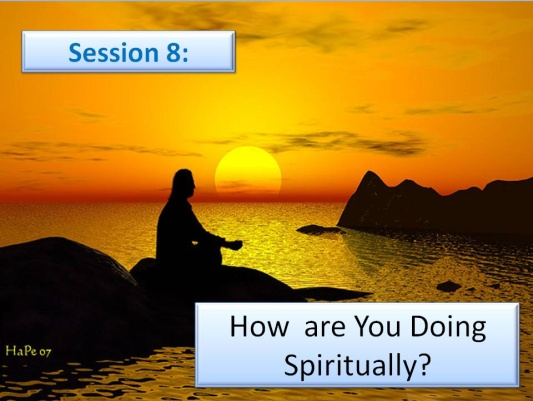 Session 8:
How are You Doing
Spiritually?
HaPe 07